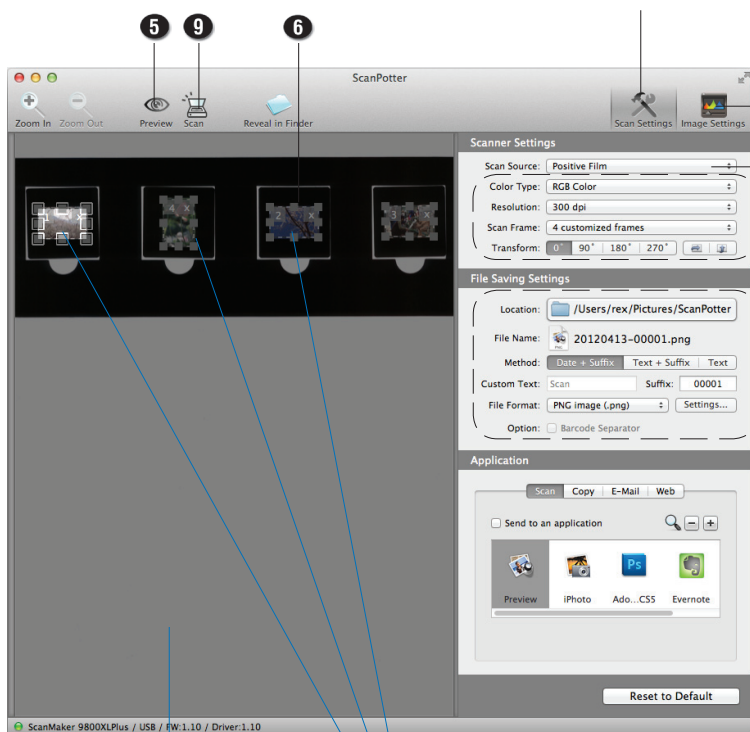 5 9 6
ScanPotter
Zoom In Zoom Out Preview Scan Reveal in Finder Scan Settings Image Settings
Scanner Settings
Scan Source: Positive Film
Color Type: RGB Color
Resolution: 300 dpi
Scan Frame: 4 customized frames
Transform: 0° 90° 180° 270°
4 x 2 x 3 x
File Saving Settings
Location: /Users/rex/Pictures/ScanPotter
File Name: 20120413-00001.png
Method: Date + Suffix Text + Suffix Text
Custom Text: Scan Suffix: 00001
File Format: PNG image (.png) Settings...
Option: Barcode Separator
Application
Scan Copy E-Mail Web
Send to an application
Ps
Preview iPhoto Ado...CS5 Evernote
Reset to Default
ScanMaker 9800XLPlus / USB / FW:1.10 / Driver:1.10